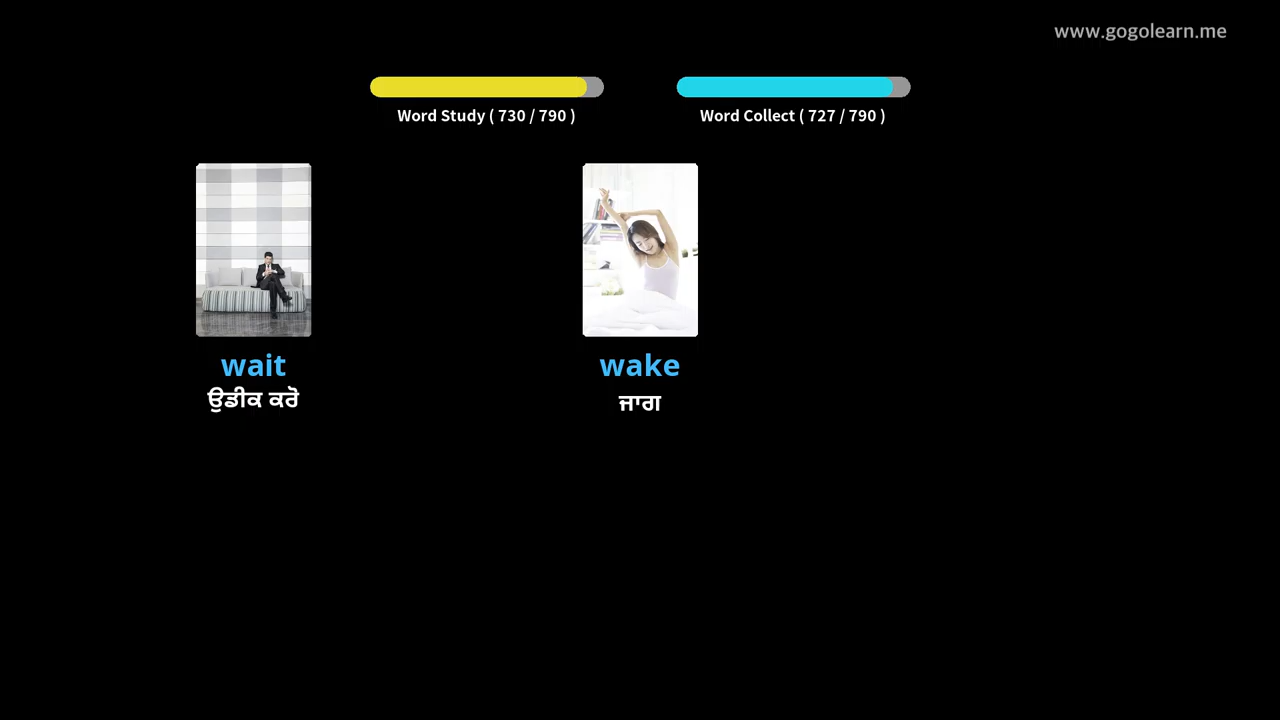 www.gogolearn.me
Word Study ( 730 / 790 )
Word Collect ( 727 / 790 )
wait
ਉਡੀਕ ਕਰੋ
wake
ਜਾਗ